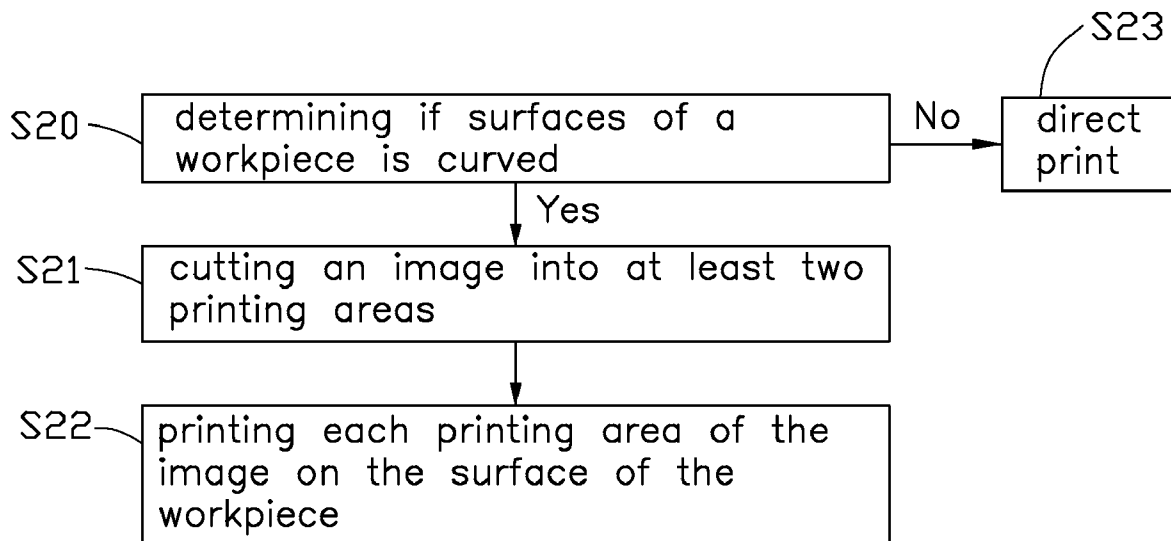 S23
S20
determining if surfaces of a
workpiece is curved
No
direct
print
Yes
S21
cutting an image into at least two
printing areas
S22
printing each printing area of the
image on the surface of the
workpiece